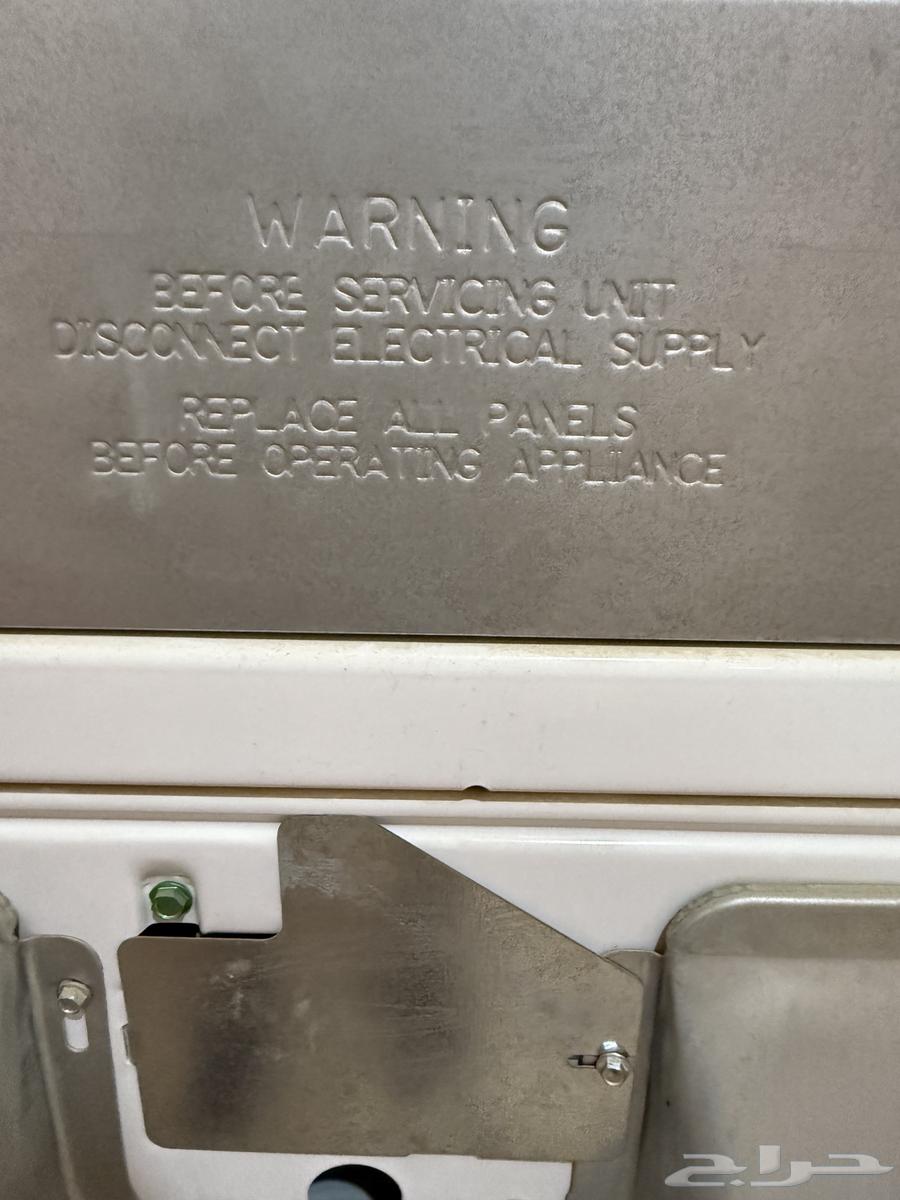 WARNING
BEFORE SERVICING UNIT
DISCONNECT ELECTRICAL SUPPLY
REPLACE ALL PANELS
BEFORE OPERATING APPLIANCE
حراج